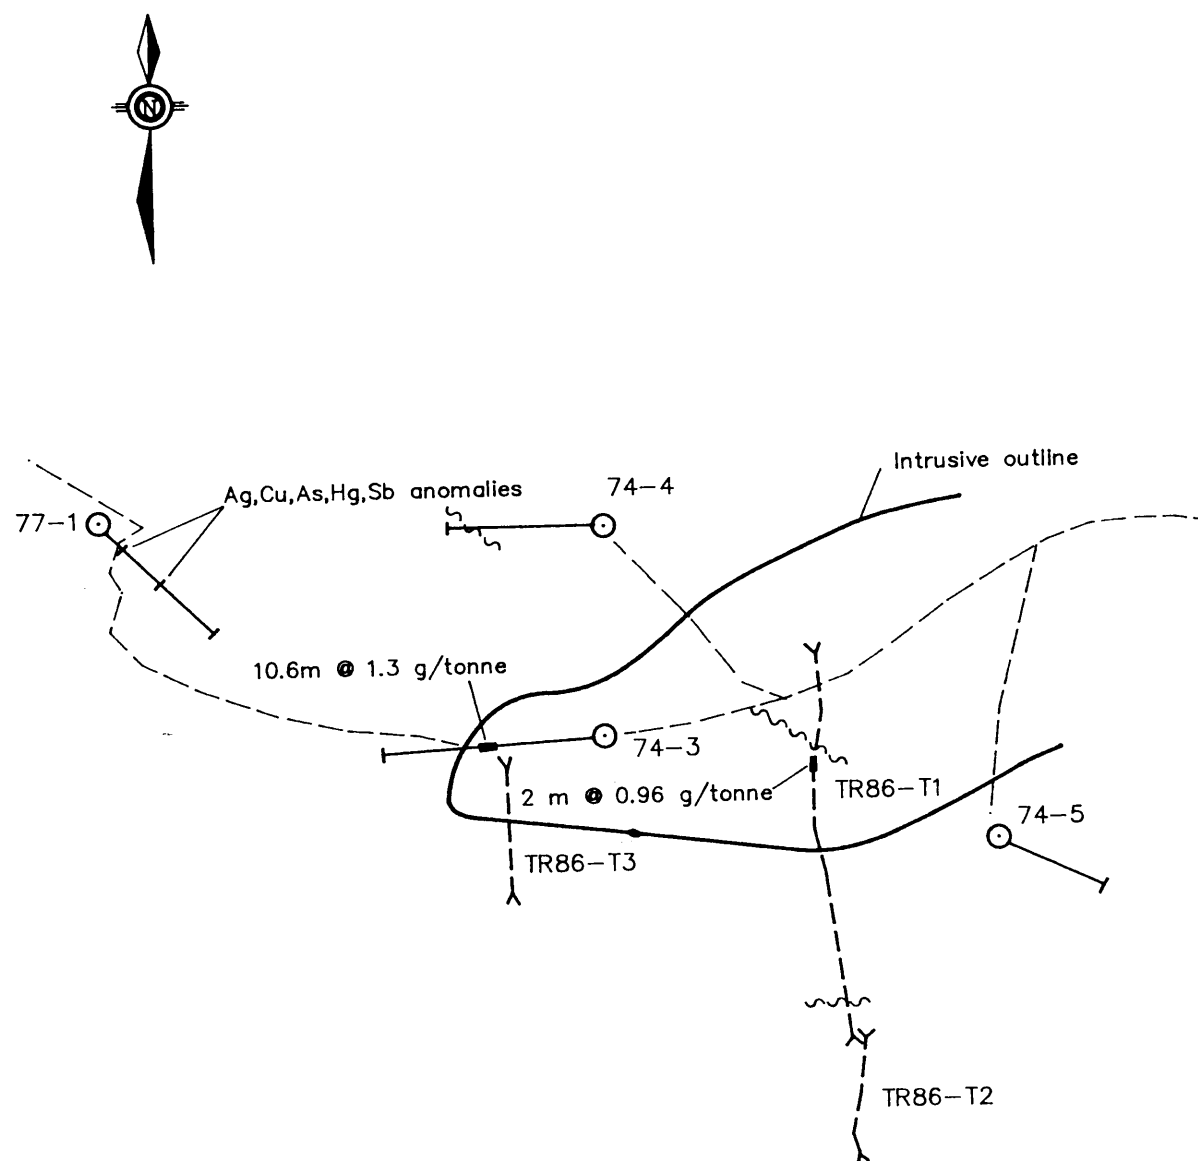 N
Intrusive outline
Ag,Cu,As,Hg,Sb anomalies
74-4
77-1
10.6m @ 1.3 g/tonne
74-3
2 m @ 0.96 g/tonne
TR86-T1
74-5
TR86-T3
TR86-T2